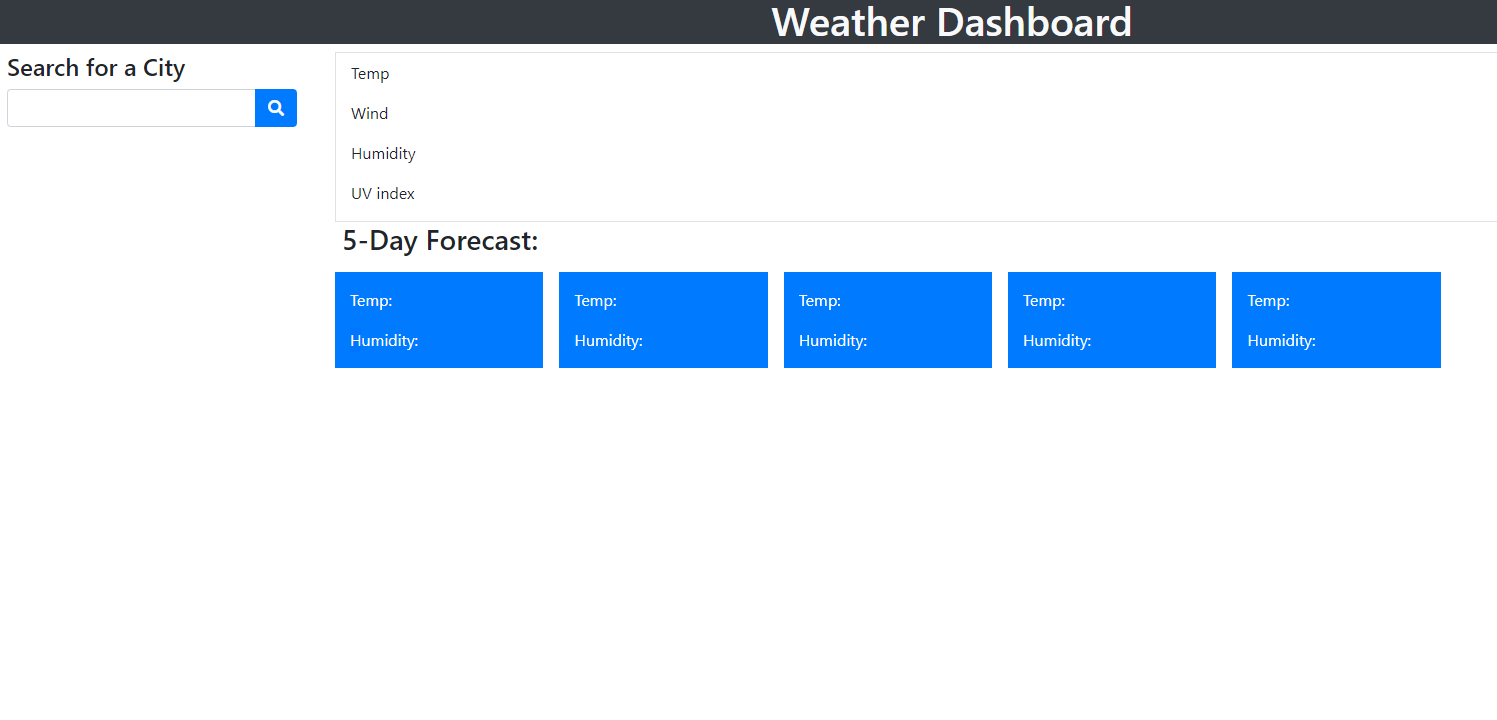 Weather Dashboard
Search for a City
Temp
Wind
Humidity
UV index
5-Day Forecast:
Temp:
Humidity:
Temp:
Humidity:
Temp:
Humidity:
Temp:
Humidity:
Temp:
Humidity: